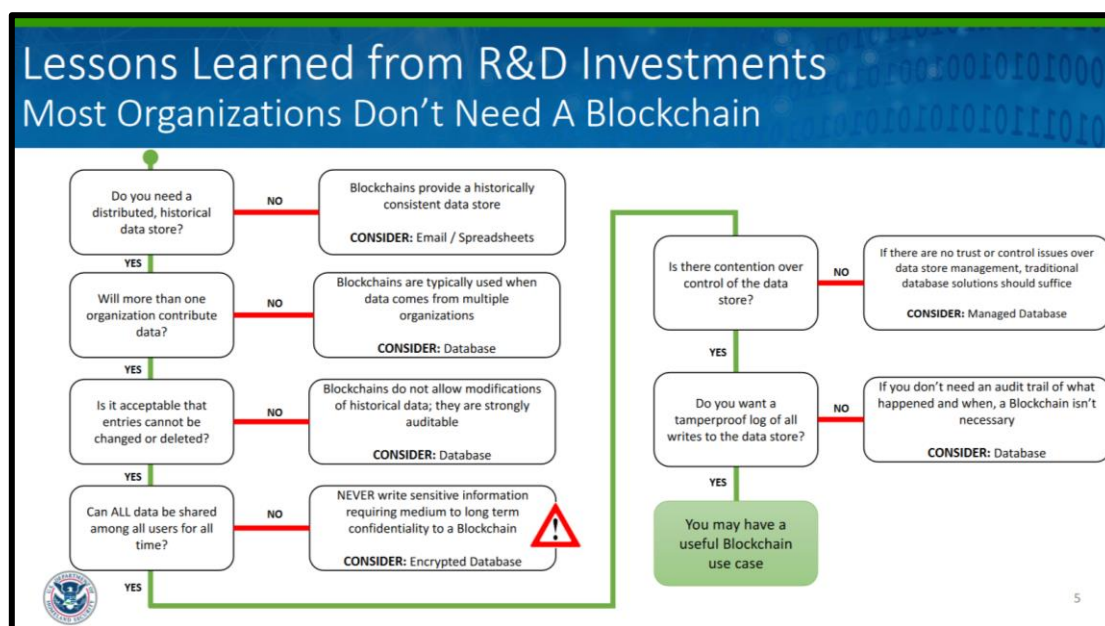 Lessons Learned from R&D Investments
Most Organizations Don't Need A Blockchain
Do you need a
distributed, historical
data store?
NO
Blockchains provide a historically
consistent data store
CONSIDER: Email / Spreadsheets
YES
Will more than one
organization contribute
data?
NO
Blockchains are typically used when
data comes from multiple
organizations
CONSIDER: Database
YES
Is it acceptable that
entries cannot be
changed or deleted?
NO
Blockchains do not allow modifications
of historical data; they are strongly
auditable
CONSIDER: Database
YES
Can ALL data be shared
among all users for all
time?
NO
NEVER write sensitive information
requiring medium to long term
confidentiality to a Blockchain
CONSIDER: Encrypted Database
!
YES
Is there contention over
control of the data
store?
NO
If there are no trust or control issues over
data store management, traditional
database solutions should suffice
CONSIDER: Managed Database
YES
Do you want a
tamperproof log of all
writes to the data store?
NO
If you don't need an audit trail of what
happened and when, a Blockchain isn't
necessary
CONSIDER: Database
YES
You may have a
useful Blockchain
use case
U.S. DEPARTMENT OF
HOMELAND SECURITY
5